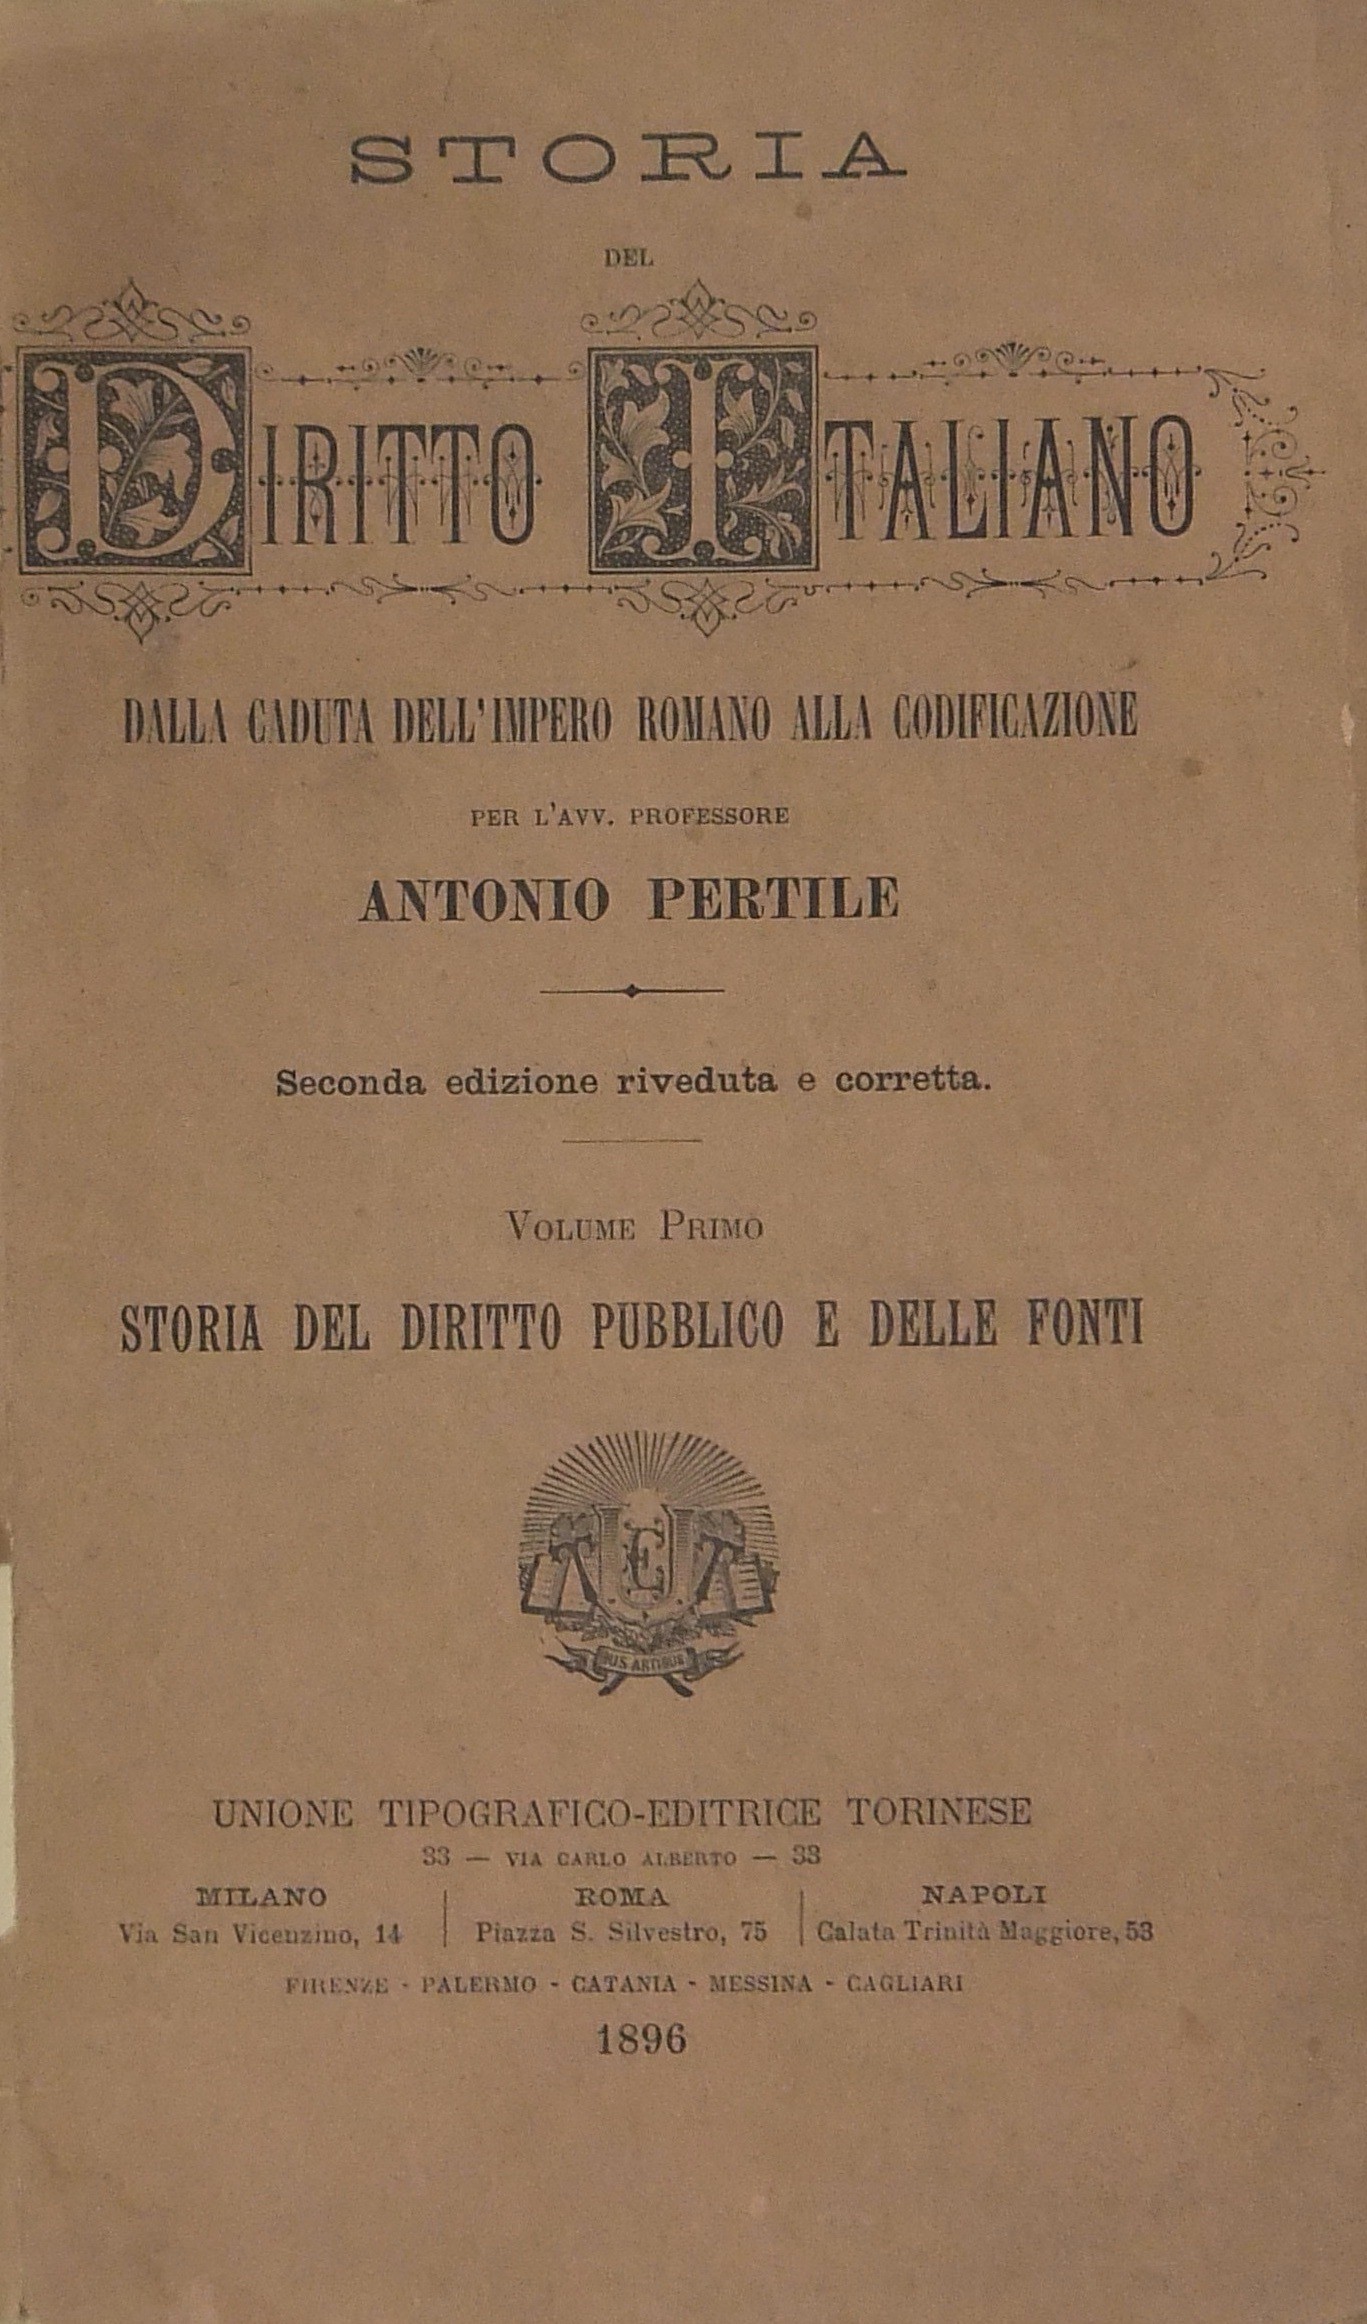 STORIA
DEL
DIRITTO ITALIANO
DALLA CADUTA DELL'IMPERO ROMANO ALLA CODIFICAZIONE
PER L'AVV. PROFESSORE
ANTONIO PERTILE
Seconda edizione riveduta e corretta.
VOLUME PRIMO
STORIA DEL DIRITTO PUBBLICO E DELLE FONTI
UNIONE TIPOGRAFICO-EDITRICE TORINESE
33 — VIA CARLO ALBERTO — 33
MILANO
Via San Vicenzino, 14
ROMA
Piazza S. Silvestro, 75
NAPOLI
Calata Trinità Maggiore, 53
FIRENZE - PALERMO - CATANIA - MESSINA - CAGLIARI
1896